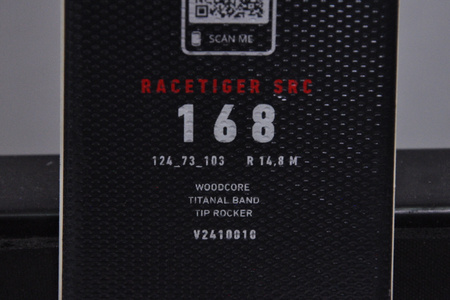 SCAN ME
RACETIGER SRC
168
124_73_103 R 14,8 M
WOODCORE
TITANAL BAND
TIP ROCKER
V2410010